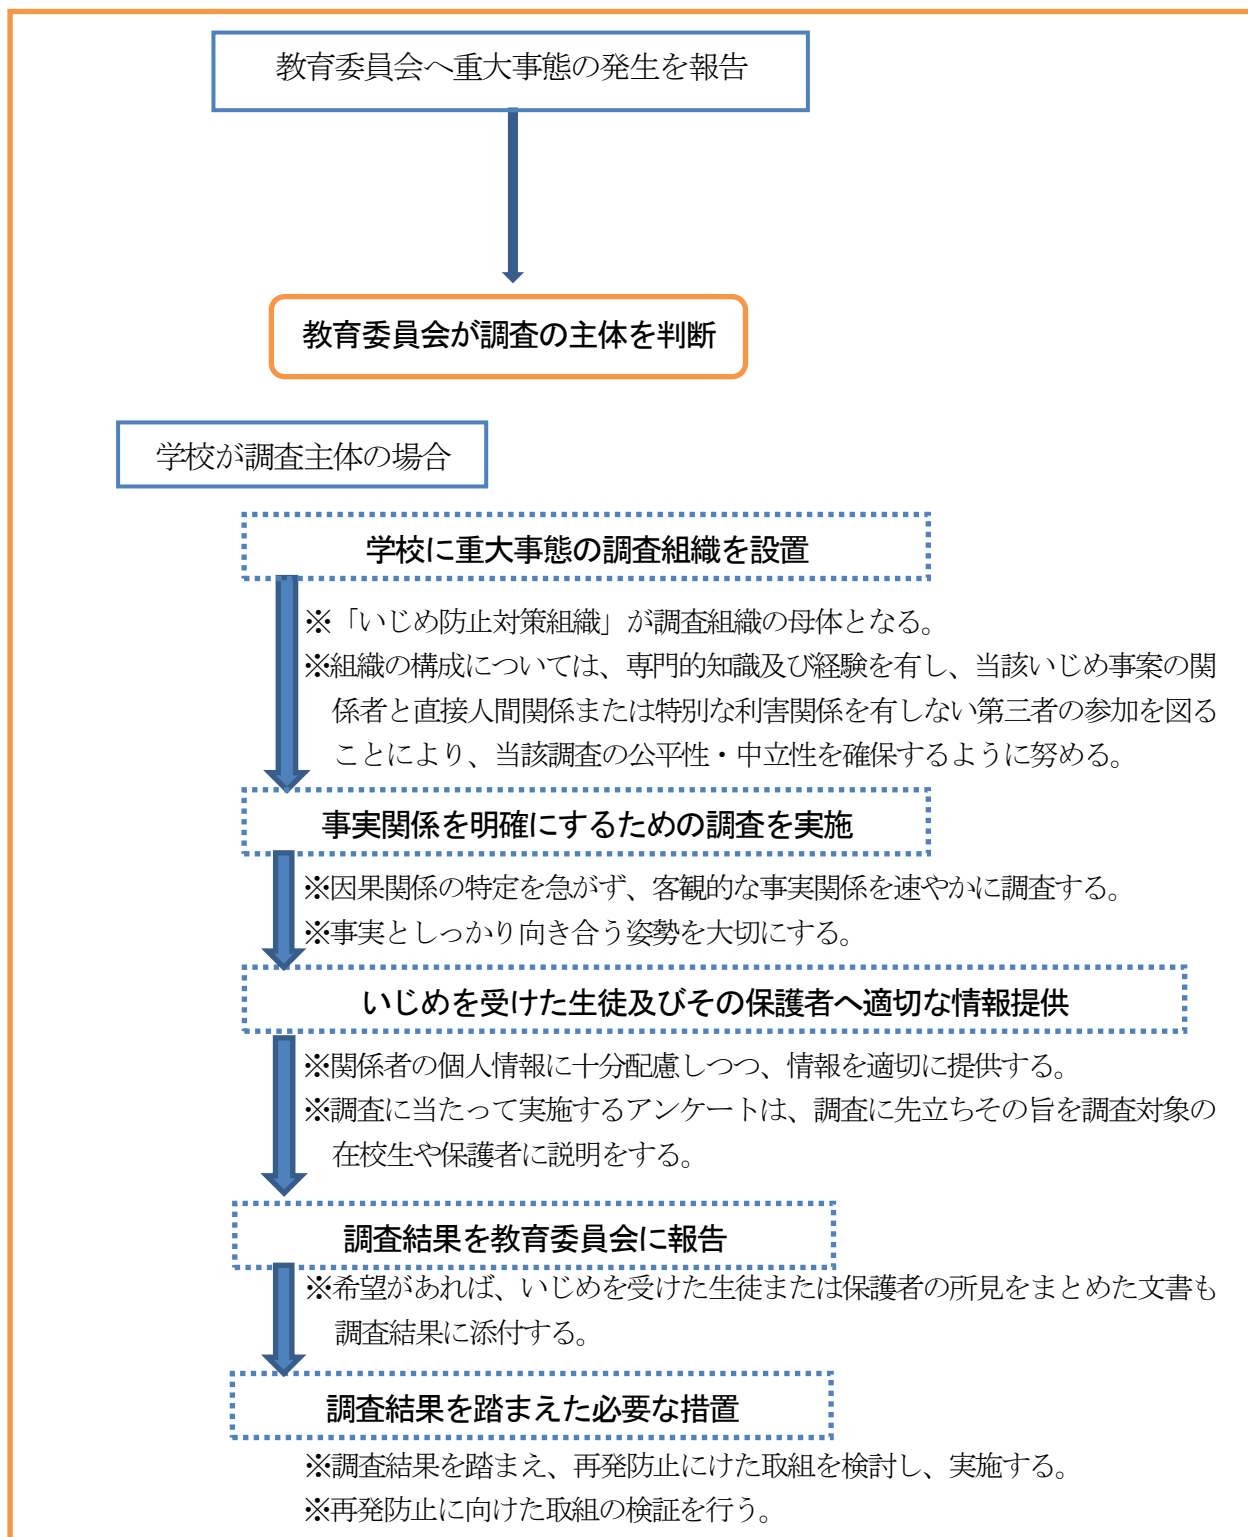 教育委員会へ重大事態の発生を報告
教育委員会が調査の主体を判断
学校が調査主体の場合
学校に重大事態の調査組織を設置
※「いじめ防止対策組織」が調査組織の母体となる。
※組織の構成については、専門的知識及び経験を有し、当該いじめ事案の関
係者と直接人間関係または特別な利害関係を有しない第三者の参加を図る
ことにより、当該調査の公平性・中立性を確保するように努める。
事実関係を明確にするための調査を実施
※因果関係の特定を急がず、客観的な事実関係を速やかに調査する。
※事実としっかり向き合う姿勢を大切にする。
いじめを受けた生徒及びその保護者へ適切な情報提供
※関係者の個人情報に十分配慮しつつ、情報を適切に提供する。
※調査に当たって実施するアンケートは、調査に先立ちその旨を調査対象の
在校生や保護者に説明をする。
調査結果を教育委員会に報告
※希望があれば、いじめを受けた生徒または保護者の所見をまとめた文書も
調査結果に添付する。
調査結果を踏まえた必要な措置
※調査結果を踏まえ、再発防止にけた取組を検討し、実施する。
※再発防止に向けた取組の検証を行う。